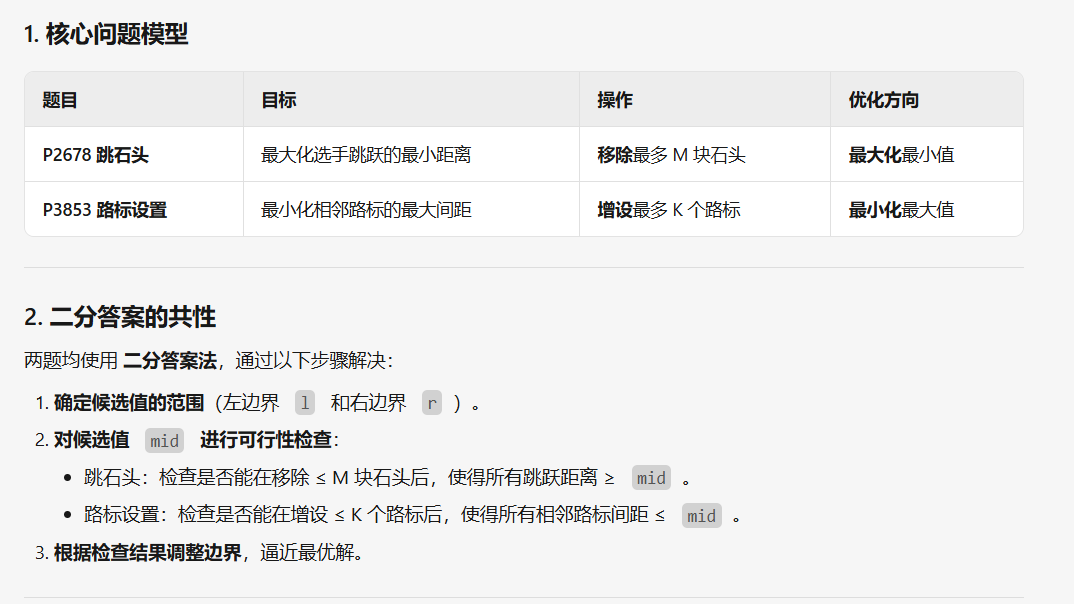 1. 核心问题模型
题目 目标 操作 优化方向
P2678 跳石头 最大化选手跳跃的最小距离 移除最多 M 块石头 最大化最小值
P3853 路标设置 最小化相邻路标的最大间距 增设最多 K 个路标 最小化最大值
2. 二分答案的共性
两题均使用 二分答案法，通过以下步骤解决：
1. 确定候选值的范围（左边界 l 和右边界 r ）。
2. 对候选值 mid 进行可行性检查：
• 跳石头：检查是否能在移除 ≤ M 块石头后，使得所有跳跃距离 ≥ mid 。
• 路标设置：检查是否能在增设 ≤ K 个路标后，使得所有相邻路标间距 ≤ mid 。
3. 根据检查结果调整边界，逼近最优解。